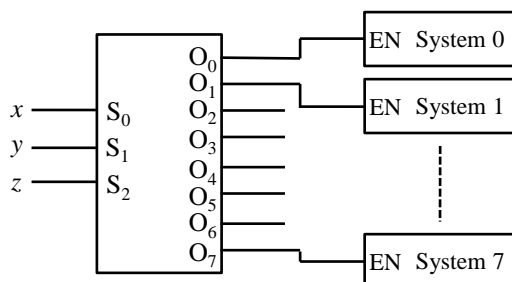 x S₀
y S₁
z S₂
O₀
O₁
O₂
O₃
O₄
O₅
O₆
O₇
EN System 0
EN System 1
EN System 7